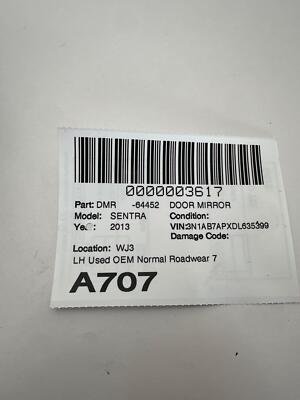 0000003617
Part: DMR -64452 DOOR MIRROR
Model: SENTRA Condition:
Year: 2013 VIN:3N1AB7APXDL635399
Damage Code:
Location: WJ3
LH Used OEM Normal Roadwear 7
A707